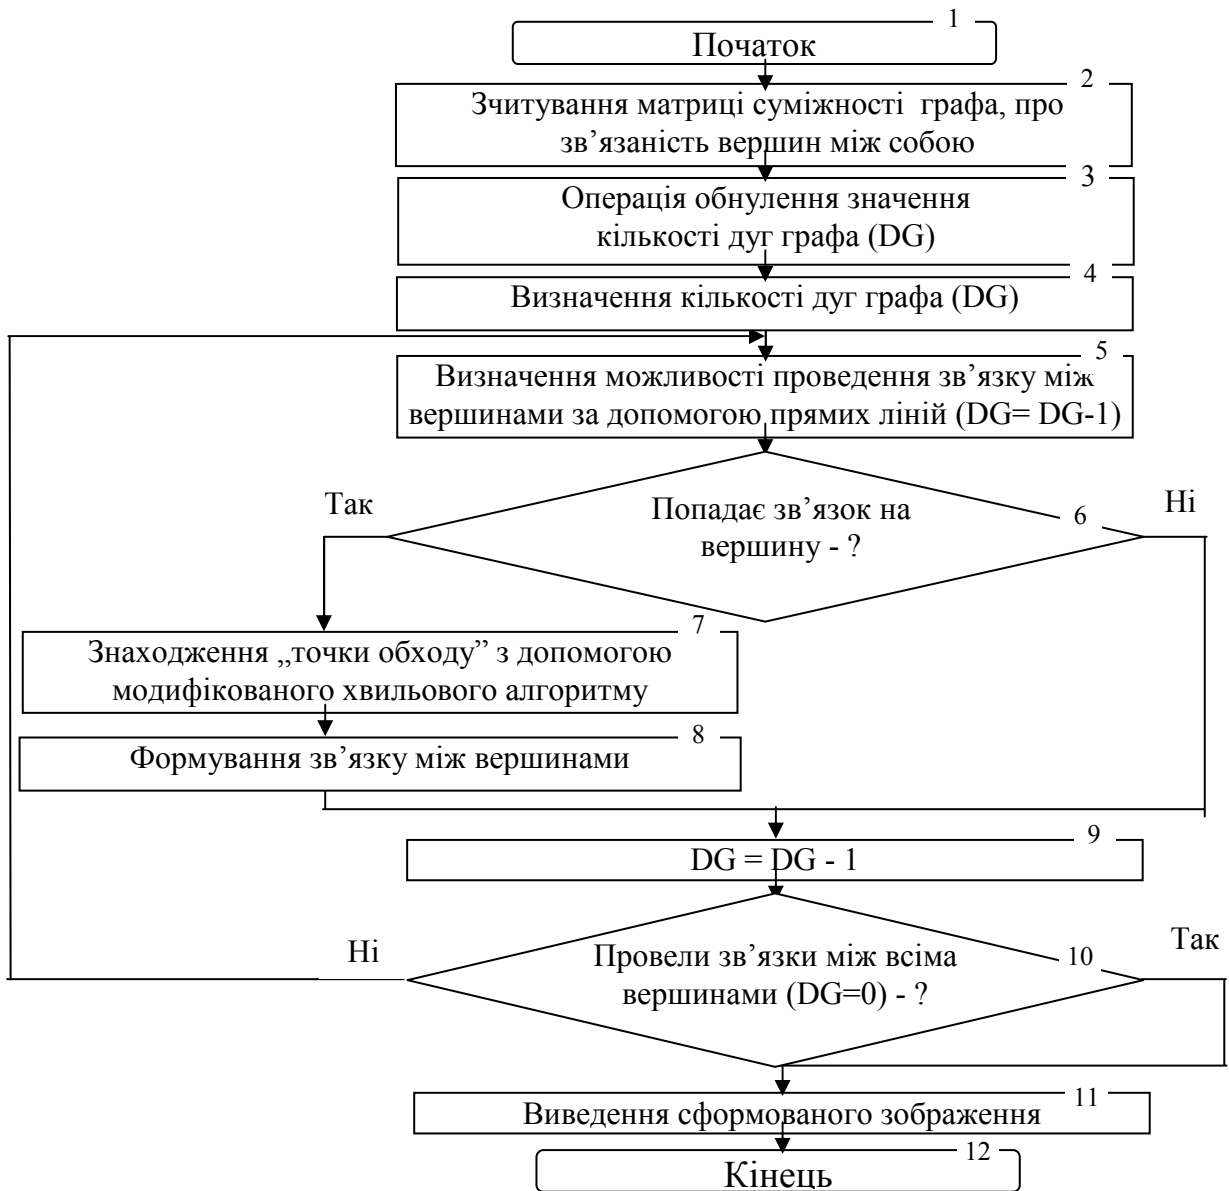 1
Початок
2
Зчитування матриці суміжності графа, про
зв’язаність вершин між собою
3
Операція обнулення значення
кількості дуг графа (DG)
4
Визначення кількості дуг графа (DG)
5
Визначення можливості проведення зв’язку між
вершинами за допомогою прямих ліній (DG= DG-1)
Так
Ні
6
Попадає зв’язок на
вершину - ?
7
Знаходження „точки обходу” з допомогою
модифікованого хвильового алгоритму
8
Формування зв’язку між вершинами
9
DG = DG - 1
Ні
Так
10
Провели зв’язки між всіма
вершинами (DG=0) - ?
11
Виведення сформованого зображення
12
Кінець